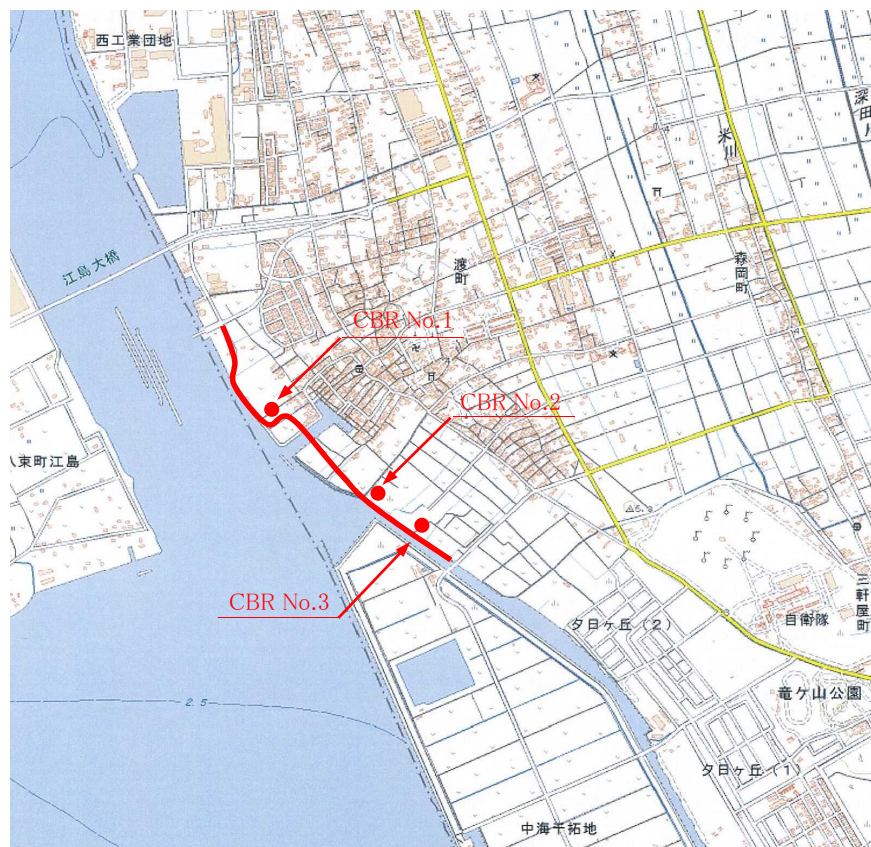 西工業団地
深田川
米川
江島大橋
渡町
森岡町
CBR No.1
CBR No.2
八束町江島
5.3
CBR No.3
三軒屋町
自衛隊
夕日ヶ丘(2)
竜ケ山公園
2.5
夕日ヶ丘(1)
中海干拓地